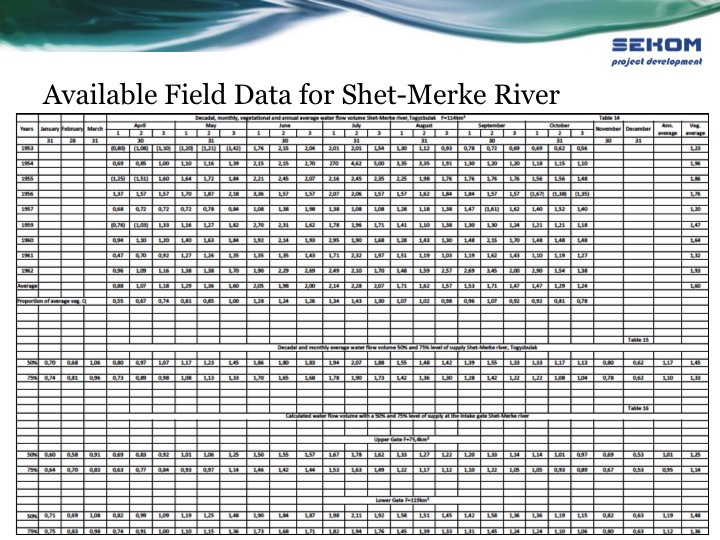 SEKOM
project development
Available Field Data for Shet-Merke River
Decadal, monthly, vegetational and annual average water flow volume Shet-Merke river,Togyzbulak F=114km² Table 14
Years January February March April May June July August September October November December Ann. average Veg. average
1 2 3 1 2 3 1 2 3 1 2 3 1 2 3 1 2 3 1 2 3
31 28 31 30 31 30 31 31 30 31 30 31
1953 (0,80) (1,08) (1,10) (1,20) (1,21) (1,42) 1,76 2,15 2,04 2,01 2,01 1,54 1,30 1,12 0,93 0,78 0,72 0,69 0,69 0,62 0,56 1,23
1954 0,69 0,85 1,00 1,10 1,16 1,39 2,15 2,15 2,70 270 4,62 5,00 3,35 3,35 1,91 1,30 1,20 1,20 1,18 1,15 1,10 1,96
1955 (1,25) (1,51) 1,60 1,64 1,72 1,84 2,21 2,45 2,07 2,16 2,45 2,35 2,25 1,98 1,76 1,76 1,76 1,76 1,56 1,56 1,48 1,86
1956 1,37 1,57 1,57 1,70 1,87 2,18 3,36 1,57 1,57 2,07 2,06 1,57 1,57 1,62 1,84 1,84 1,57 1,57 (1,67) (1,38) (1,35) 1,76
1957 0,68 0,72 0,72 0,72 0,78 0,84 1,08 1,38 1,98 1,38 1,08 1,08 1,28 1,18 1,38 1,47 (1,61) 1,62 1,40 1,52 1,40 1,20
1959 (0,76) (1,03) 1,33 1,16 1,27 1,82 2,70 2,31 1,62 1,78 1,96 1,71 1,41 1,10 1,38 1,30 1,30 1,24 1,21 1,21 1,18 1,47
1960 0,94 1,10 1,20 1,40 1,63 1,84 1,92 2,14 1,93 2,95 1,90 1,68 1,28 1,43 1,30 1,48 2,15 1,70 1,48 1,48 1,48 1,64
1961 0,47 0,70 0,92 1,27 1,26 1,35 1,35 1,35 1,43 1,71 2,32 1,97 1,51 1,19 1,03 1,19 1,62 1,43 1,10 1,19 1,27 1,32
1962 0,96 1,09 1,16 1,38 1,38 1,70 1,90 2,29 2,69 2,49 2,10 1,70 1,48 1,59 2,57 2,69 3,45 2,00 2,90 1,54 1,38 1,93
Average 0,88 1,07 1,18 1,29 1,36 1,60 2,05 1,98 2,00 2,14 2,28 2,07 1,71 1,62 1,57 1,53 1,71 1,47 1,47 1,29 1,24 1,60
Proportion of average veg. Q 0,55 0,67 0,74 0,81 0,85 1,00 1,28 1,24 1,26 1,34 1,43 1,30 1,07 1,02 0,98 0,96 1,07 0,92 0,92 0,81 0,78
Table 15
Decadal and monthly average water flow volume 50% and 75% level of supply Shet-Merke river, Togyzbulak
50% 0,70 0,68 1,06 0,80 0,97 1,07 1,17 1,23 1,45 1,86 1,80 1,83 1,94 2,07 1,88 1,55 1,48 1,42 1,39 1,55 1,33 1,33 1,17 1,13 0,80 0,62 1,17 1,45
75% 0,74 0,81 0,96 0,73 0,89 0,98 1,08 1,13 1,33 1,70 1,65 1,68 1,78 1,90 1,73 1,42 1,36 1,30 1,28 1,42 1,22 1,22 1,08 1,04 0,78 0,62 1,10 1,33
Table 16
Calculated water flow volume with a 50% and 75% level of supply at the intake gate Shet-Merke river
Upper Gate F=75,4km²
50% 0,60 0,58 0,91 0,69 0,83 0,92 1,01 1,06 1,25 1,50 1,55 1,57 1,67 1,78 1,62 1,33 1,27 1,22 1,20 1,33 1,14 1,14 1,01 0,97 0,69 0,53 1,01 1,25
75% 0,64 0,70 0,83 0,63 0,77 0,84 0,93 0,97 1,14 1,46 1,42 1,44 1,53 1,63 1,49 1,22 1,17 1,12 1,10 1,22 1,05 1,05 0,93 0,89 0,67 0,53 0,95 1,14
Lower Gate F=119km²
50% 0,71 0,69 1,08 0,82 0,99 1,09 1,19 1,25 1,48 1,90 1,84 1,87 1,98 2,11 1,92 1,58 1,51 1,45 1,42 1,58 1,36 1,36 1,19 1,15 0,82 0,63 1,19 1,48
75% 0,75 0,83 0,98 0,74 0,91 1,00 1,10 1,15 1,36 1,73 1,68 1,71 1,82 1,94 1,76 1,45 1,39 1,33 1,31 1,45 1,24 1,24 1,10 1,06 0,80 0,63 1,12 1,36